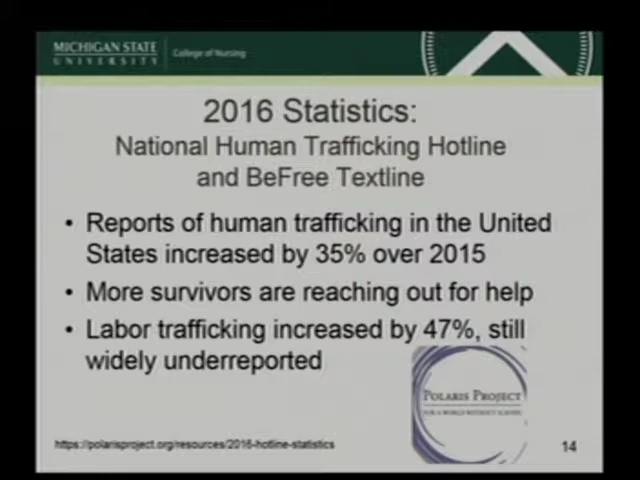 MICHIGAN STATE
UNIVERSITY
College of Nursing
2016 Statistics:
National Human Trafficking Hotline
and BeFree Textline
• Reports of human trafficking in the United
States increased by 35% over 2015
• More survivors are reaching out for help
• Labor trafficking increased by 47%, still
widely underreported
POLARIS PROJECT
FOR A WORLD WITHOUT SLAVERY
https://polarisproject.org/resources/2016-hotline-statistics
14